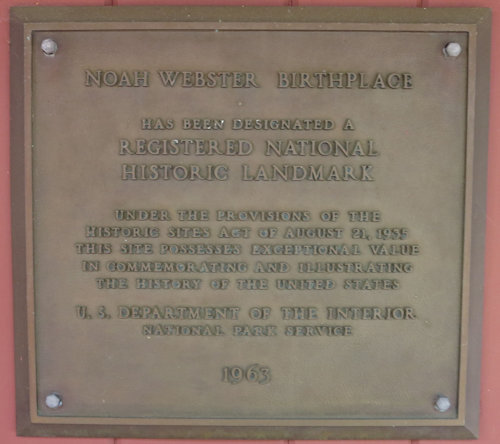 NOAH WEBSTER BIRTHPLACE
HAS BEEN DESIGNATED A
REGISTERED NATIONAL
HISTORIC LANDMARK
UNDER THE PROVISIONS OF THE
HISTORIC SITES ACT OF AUGUST 21, 1935
THIS SITE POSSESSES EXCEPTIONAL VALUE
IN COMMEMORATING AND ILLUSTRATING
THE HISTORY OF THE UNITED STATES
U. S. DEPARTMENT OF THE INTERIOR
NATIONAL PARK SERVICE
1963